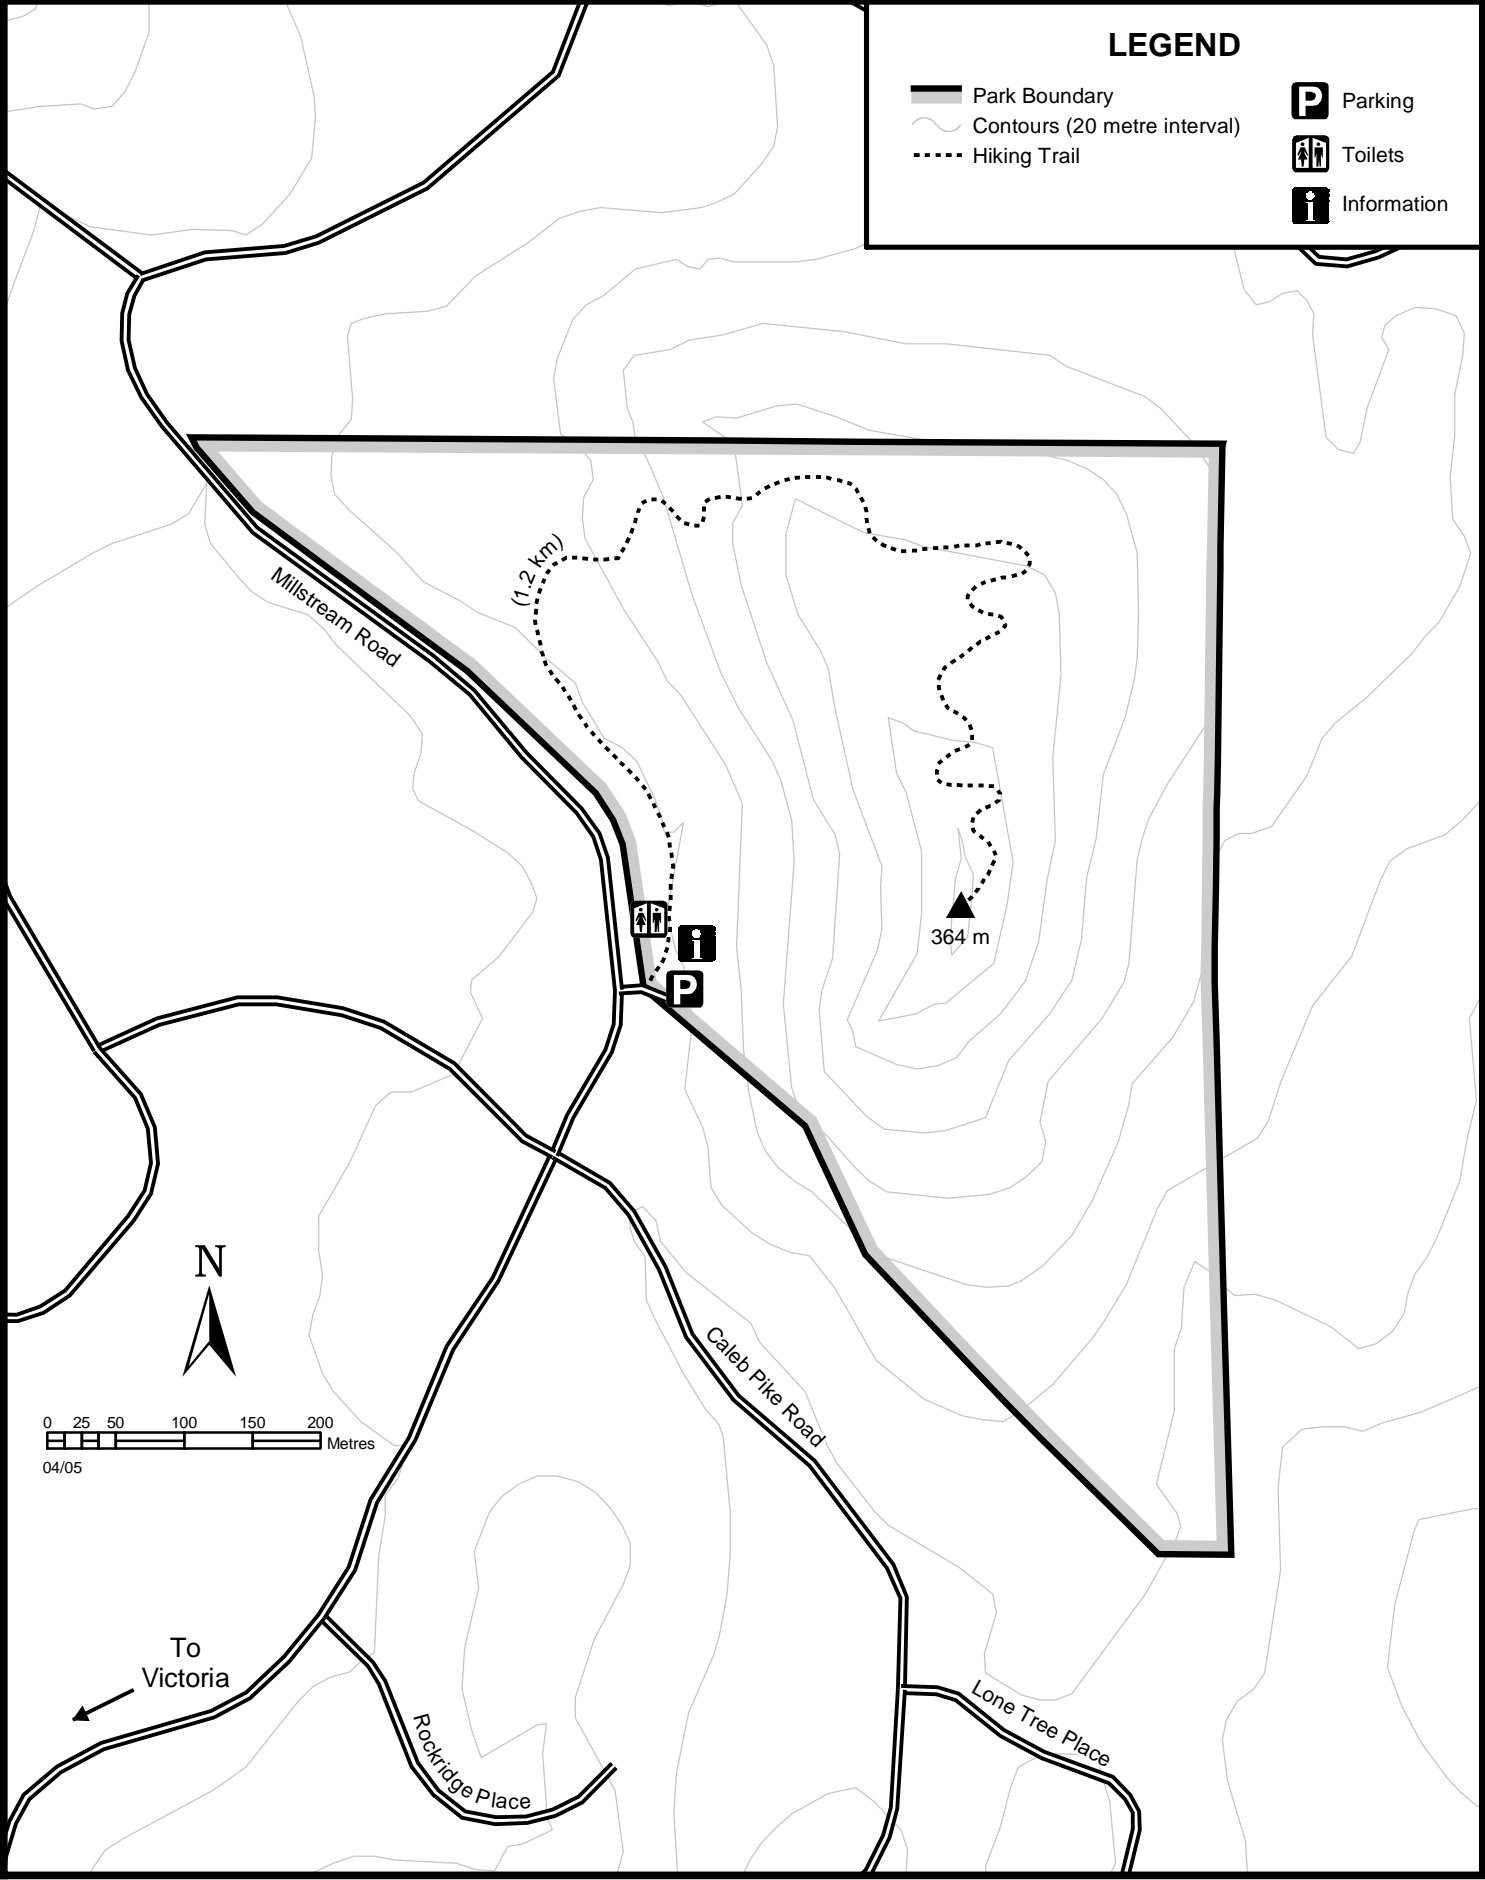 LEGEND
Park Boundary
Contours (20 metre interval)
Hiking Trail
P Parking
Toilets
i Information
(1.2 km)
Millstream Road
364 m
i
P
N
Caleb Pike Road
0 25 50 100 150 200
Metres
04/05
To
Victoria
Lone Tree Place
Rockridge Place